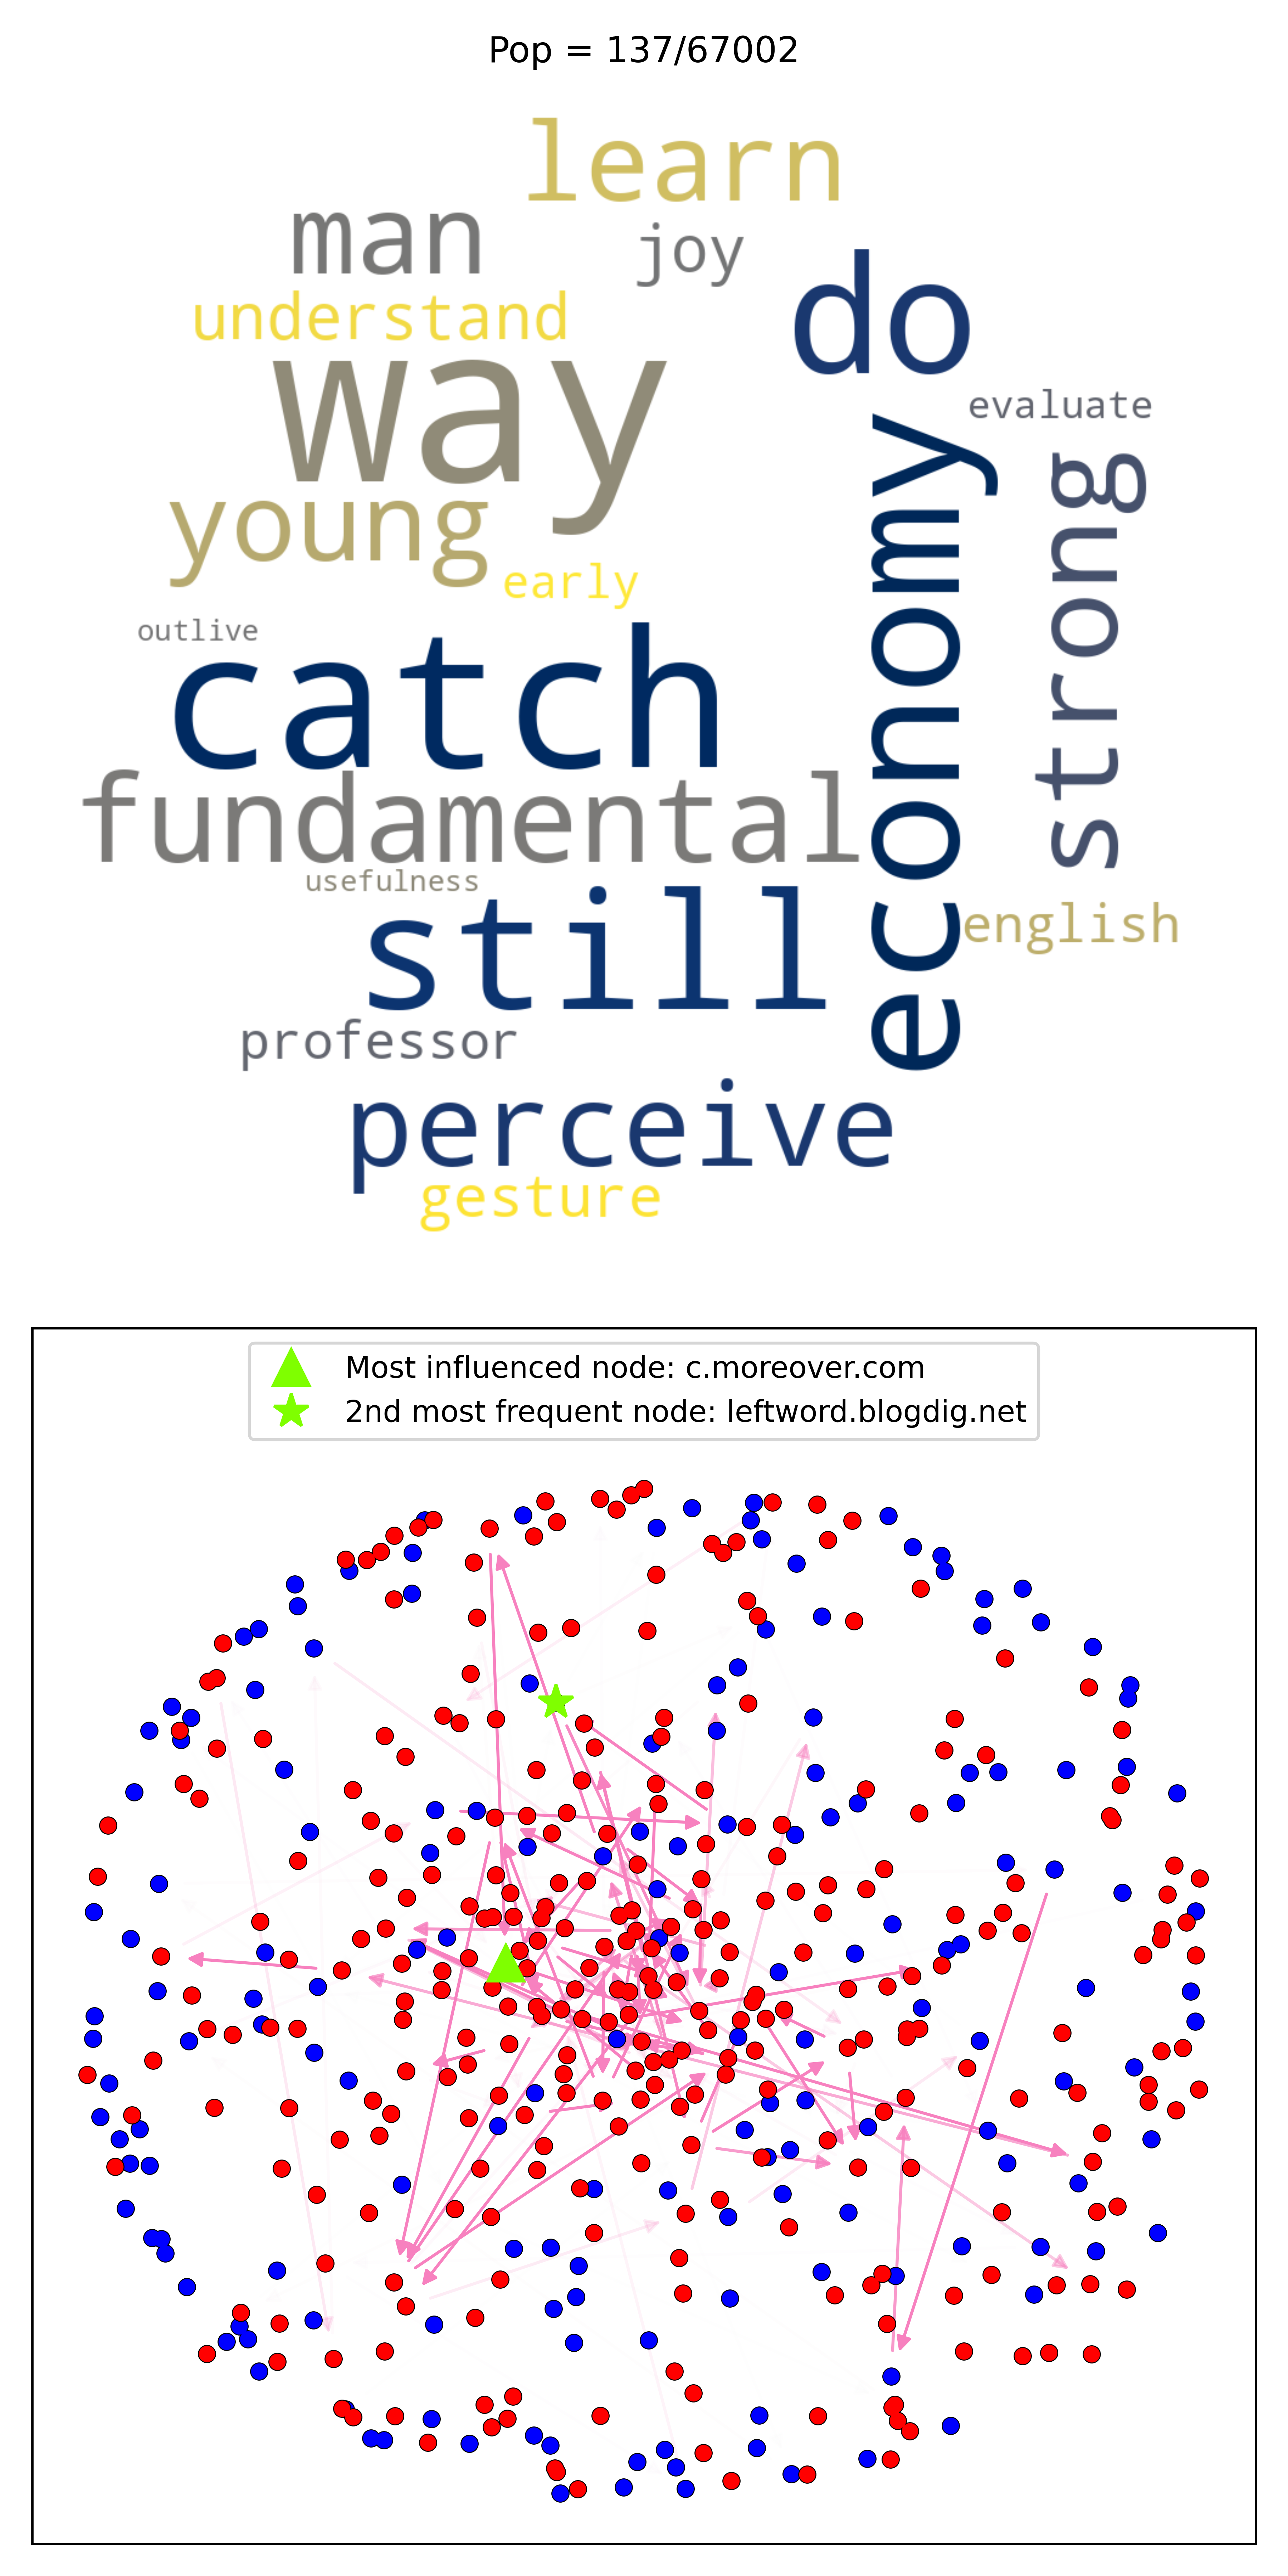 Pop = 137/67002
learn
man
joy
understand
do
way
evaluate
economy
strong
young
early
outlive
catch
fundamental
usefulness
still
english
professor
perceive
gesture
Most influenced node: c.moreover.com
2nd most frequent node: leftword.blogdig.net